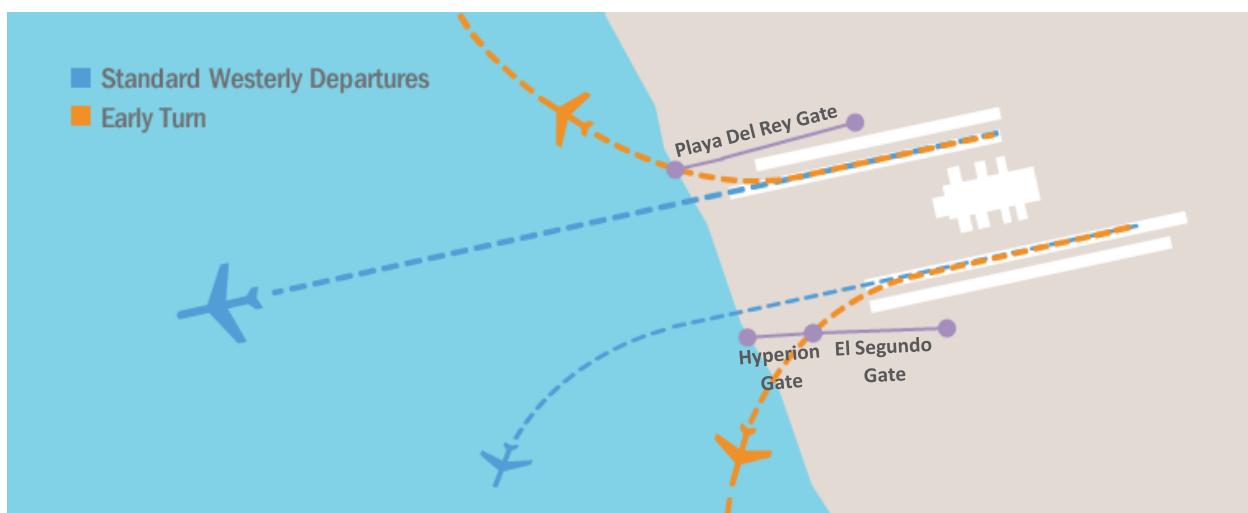 Standard Westerly Departures
Early Turn
Playa Del Rey Gate
Hyperion
Gate
El Segundo
Gate